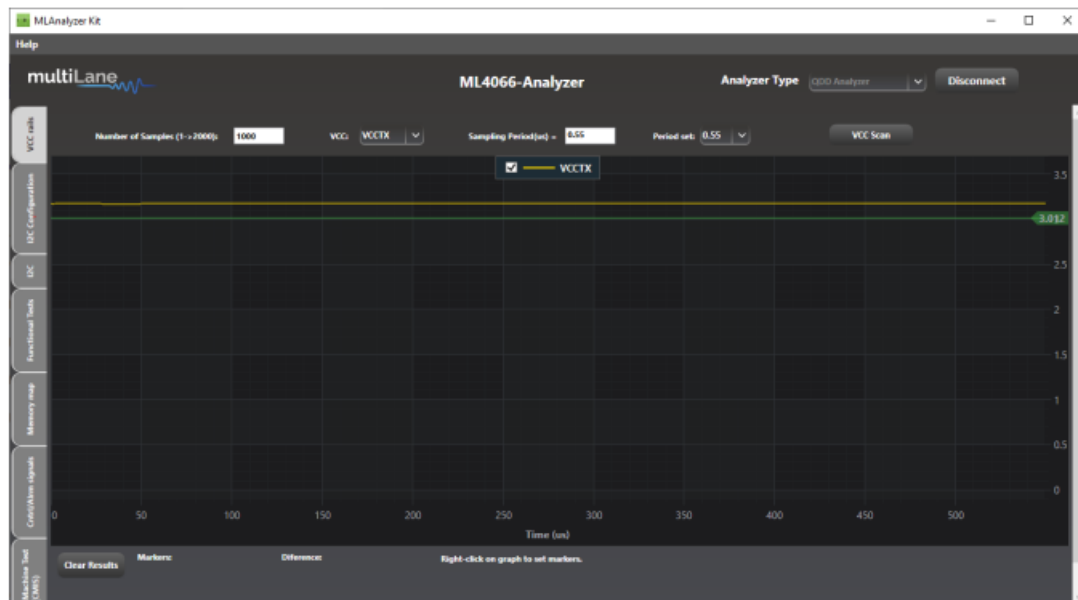 MLAnalyzer Kit
Help
multiLane
ML4066-Analyzer
Analyzer Type QDD Analyzer Disconnect
Number of Samples (1->2000): 1000 VCC: VCCTX Sampling Period(us) = 0.55 Period set: 0.55 VCC Scan
VCCTX
VCC rails
I2C Configuration
I2C
Functional Tests
Memory map
Cntrl/Alrm signals
Machine Test
CMIS)
3.5
3.012
2.5
2
1.5
1
0.5
0
0 50 100 150 200 250 300 350 400 450 500
Time (us)
Clear Results Markers: Diference: Right-click on graph to set markers.